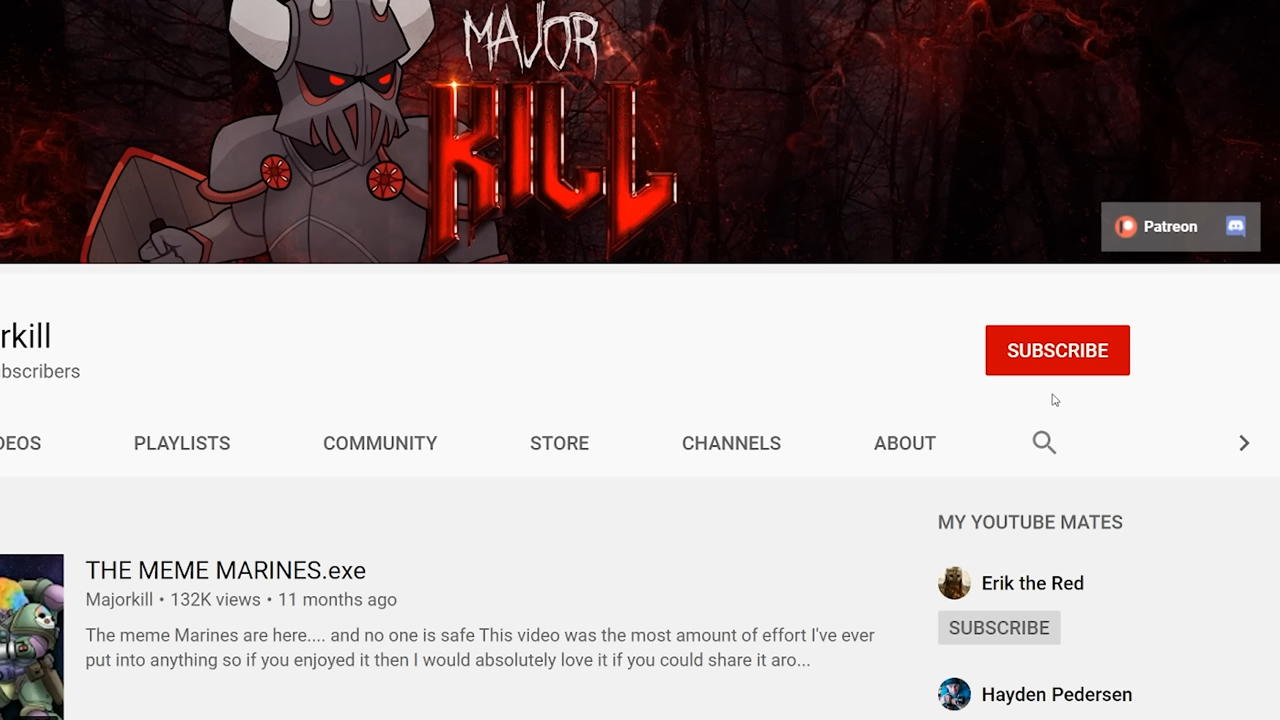 MAJOR
KILL
Patreon
rkill
bscribers
SUBSCRIBE
DEOS PLAYLISTS COMMUNITY STORE CHANNELS ABOUT
MY YOUTUBE MATES
THE MEME MARINES.exe
Majorkill • 132K views • 11 months ago
The meme Marines are here.... and no one is safe This video was the most amount of effort I've ever
put into anything so if you enjoyed it then I would absolutely love it if you could share it aro...
Erik the Red
SUBSCRIBE
Hayden Pedersen